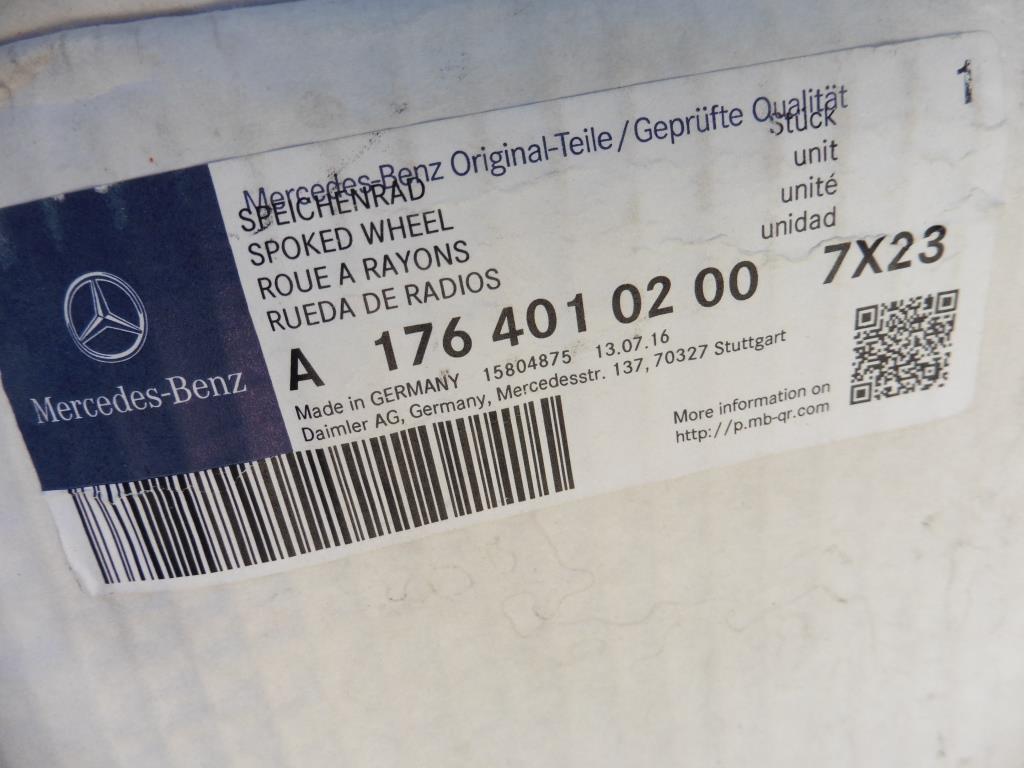 Mercedes-Benz Original-Teile / Geprüfte Qualität
1
SPEICHENRAD
SPOKED WHEEL
ROUE A RAYONS
RUEDA DE RADIOS
Stück
unit
unité
unidad
A 176 401 02 00 7X23
Made in GERMANY 15804875 13.07.16
Daimler AG, Germany, Mercedesstr. 137, 70327 Stuttgart
More information on
http://p.mb-qr.com
Mercedes-Benz